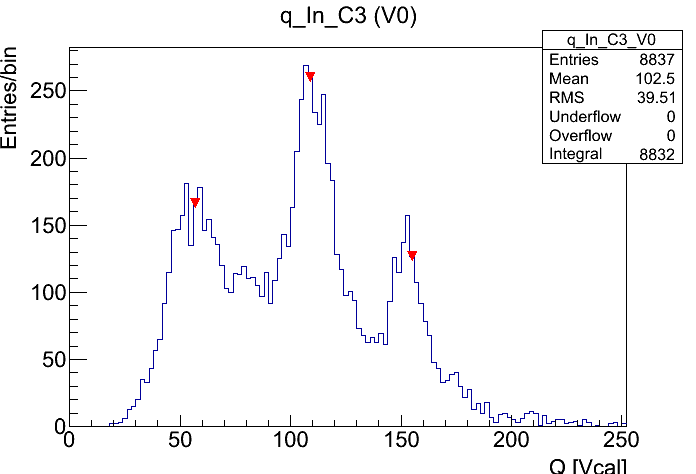 q_In_C3 (V0)
q_In_C3_V0
Entries 8837
Mean 102.5
RMS 39.51
Underflow 0
Overflow 0
Integral 8832
Entries/bin
250
200
150
100
50
0
0 50 100 150 200 250
Q [Vcal]